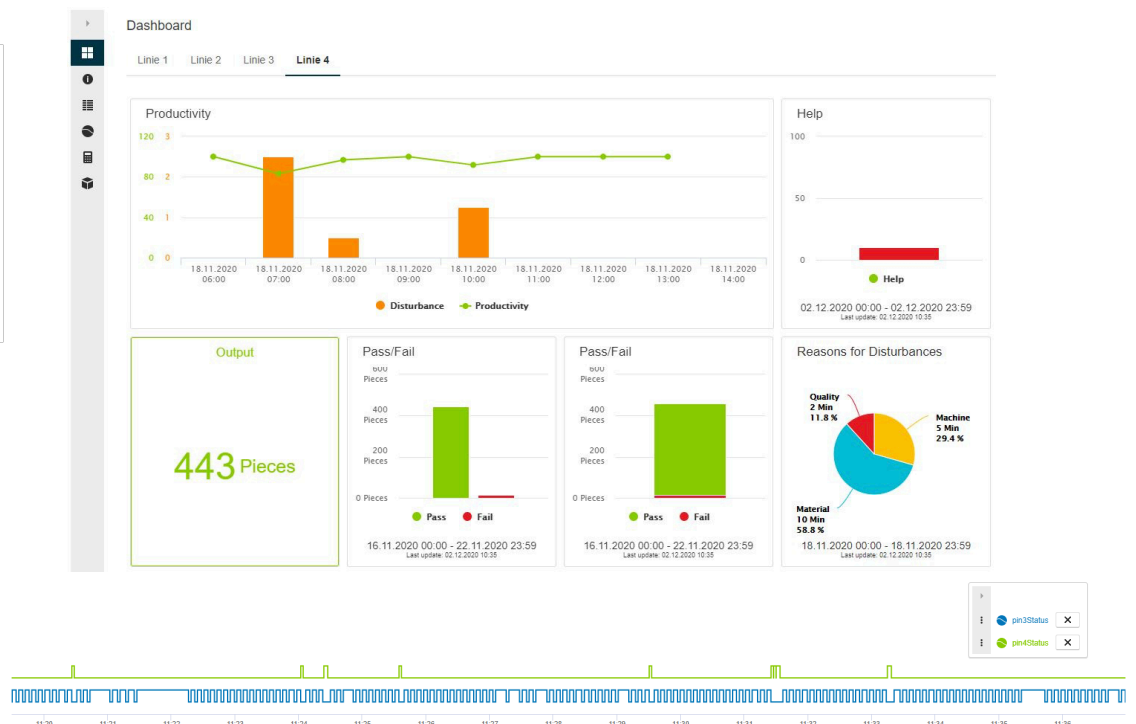 Dashboard
Linie 1 Linie 2 Linie 3 Linie 4
Productivity
120 3
80 2
40 1
0 0
18.11.2020 18.11.2020 18.11.2020 18.11.2020 18.11.2020 18.11.2020 18.11.2020 18.11.2020 18.11.2020
06:00 07:00 08:00 09:00 10:00 11:00 12:00 13:00 14:00
Disturbance Productivity
Help
100
50
0
Help
02.12.2020 00:00 - 02.12.2020 23:59
Last update: 02.12.2020 10:35
Output
443 Pieces
Pass/Fail
600
Pieces
400
Pieces
200
Pieces
0 Pieces
Pass Fail
16.11.2020 00:00 - 22.11.2020 23:59
Last update: 02.12.2020 10:35
Pass/Fail
600
Pieces
400
Pieces
200
Pieces
0 Pieces
Pass Fail
16.11.2020 00:00 - 22.11.2020 23:59
Last update: 02.12.2020 10:35
Reasons for Disturbances
Quality
2 Min
11.8 %
Machine
5 Min
29.4 %
Material
10 Min
58.8 %
18.11.2020 00:00 - 18.11.2020 23:59
Last update: 02.12.2020 10:35
pin3Status
pin4Status